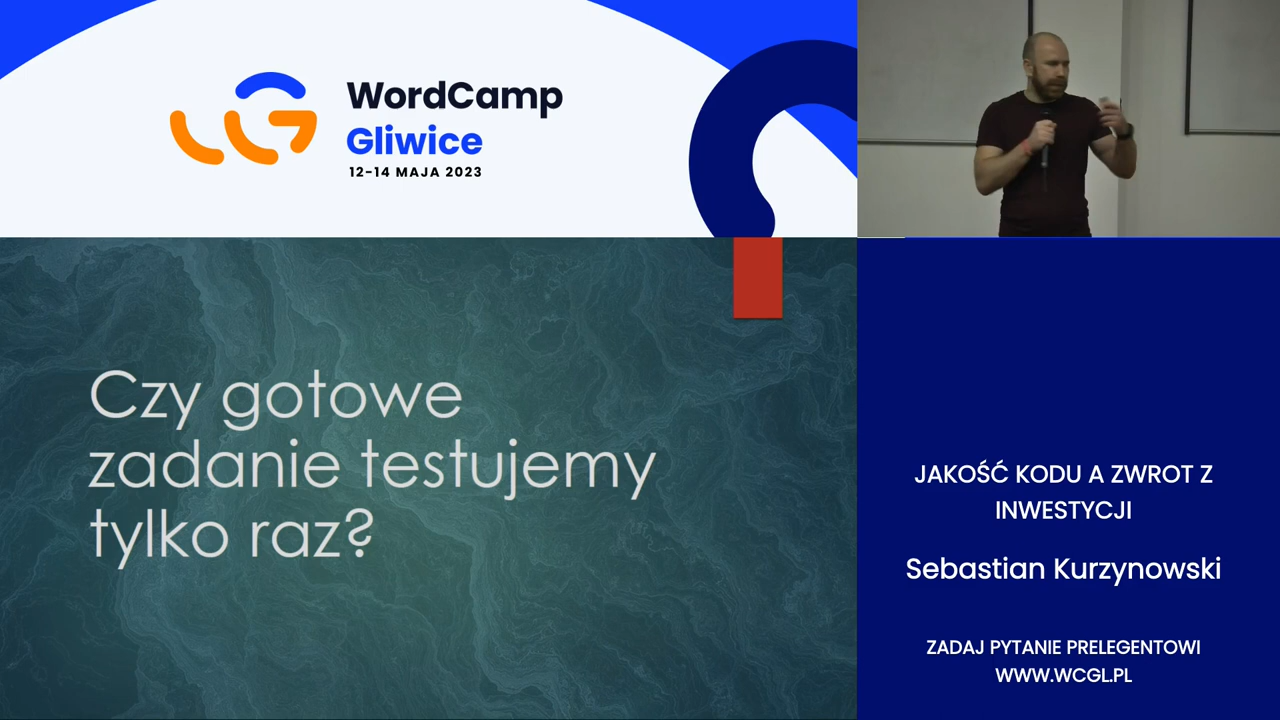 WordCamp
Gliwice
12-14 MAJA 2023
Czy gotowe
zadanie testujemy
tylko raz?
JAKOŚĆ KODU A ZWROT Z
INWESTYCJI
Sebastian Kurzynowski
ZADAJ PYTANIE PRELEGENTOWI
WWW.WCGL.PL